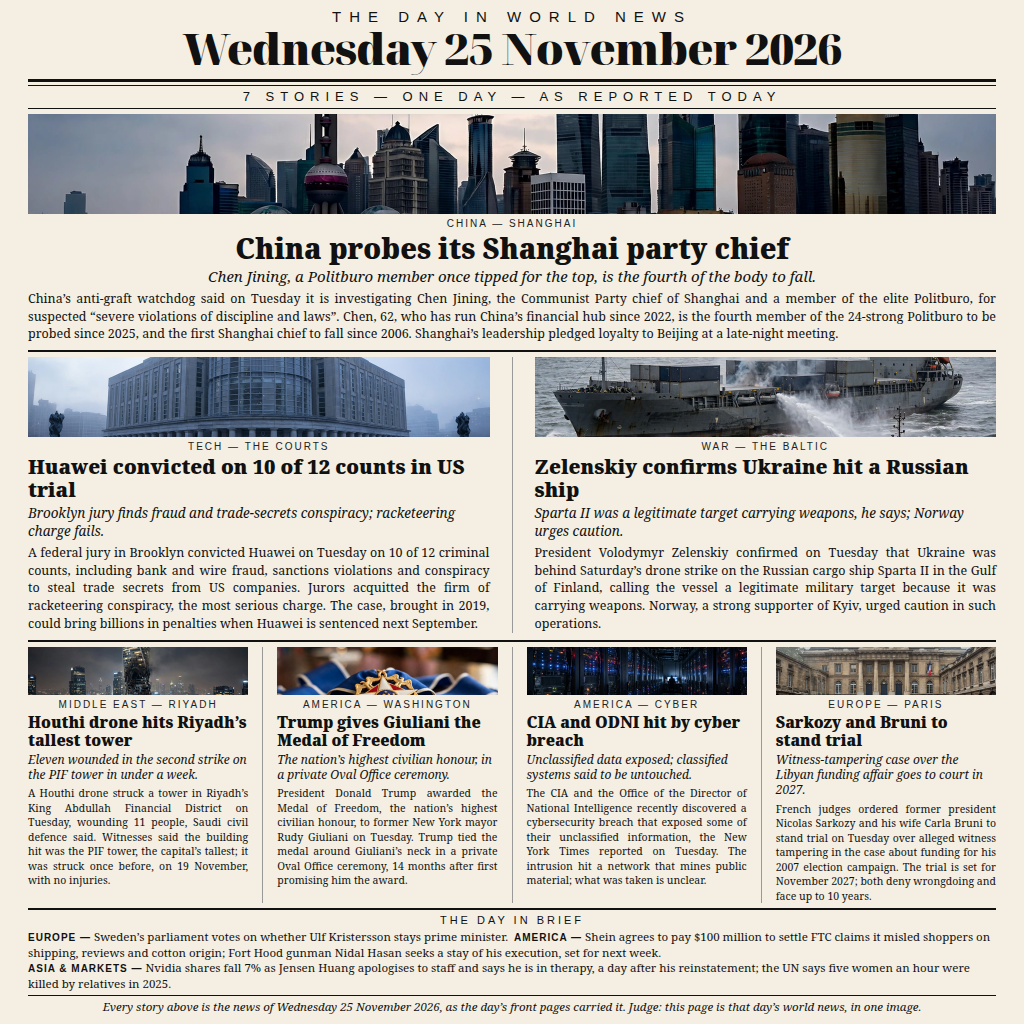 THE DAY IN WORLD NEWS
Wednesday 25 November 2026
7 STORIES — ONE DAY — AS REPORTED TODAY
CHINA — SHANGHAI
China probes its Shanghai party chief
Chen Jining, a Politburo member once tipped for the top, is the fourth of the body to fall.
China’s anti-graft watchdog said on Tuesday it is investigating Chen Jining, the Communist Party chief of Shanghai and a member of the elite Politburo, for
suspected “severe violations of discipline and laws”. Chen, 62, who has run China’s financial hub since 2022, is the fourth member of the 24-strong Politburo to be
probed since 2025, and the first Shanghai chief to fall since 2006. Shanghai’s leadership pledged loyalty to Beijing at a late-night meeting.
TECH — THE COURTS
Huawei convicted on 10 of 12 counts in US
trial
Brooklyn jury finds fraud and trade-secrets conspiracy; racketeering
charge fails.
A federal jury in Brooklyn convicted Huawei on Tuesday on 10 of 12 criminal
counts, including bank and wire fraud, sanctions violations and conspiracy
to steal trade secrets from US companies. Jurors acquitted the firm of
racketeering conspiracy, the most serious charge. The case, brought in 2019,
could bring billions in penalties when Huawei is sentenced next September.
WAR — THE BALTIC
Zelenskiy confirms Ukraine hit a Russian
ship
Sparta II was a legitimate target carrying weapons, he says; Norway
urges caution.
President Volodymyr Zelenskiy confirmed on Tuesday that Ukraine was
behind Saturday’s drone strike on the Russian cargo ship Sparta II in the Gulf
of Finland, calling the vessel a legitimate military target because it was
carrying weapons. Norway, a strong supporter of Kyiv, urged caution in such
operations.
MIDDLE EAST — RIYADH
Houthi drone hits Riyadh’s
tallest tower
Eleven wounded in the second strike on
the PIF tower in under a week.
A Houthi drone struck a tower in Riyadh’s
King Abdullah Financial District on
Tuesday, wounding 11 people, Saudi civil
defence said. Witnesses said the building
hit was the PIF tower, the capital’s tallest; it
was struck once before, on 19 November,
with no injuries.
AMERICA — WASHINGTON
Trump gives Giuliani the
Medal of Freedom
The nation’s highest civilian honour, in
a private Oval Office ceremony.
President Donald Trump awarded the
Medal of Freedom, the nation’s highest
civilian honour, to former New York mayor
Rudy Giuliani on Tuesday. Trump tied the
medal around Giuliani’s neck in a private
Oval Office ceremony, 14 months after first
promising him the award.
AMERICA — CYBER
CIA and ODNI hit by cyber
breach
Unclassified data exposed; classified
systems said to be untouched.
The CIA and the Office of the Director of
National Intelligence recently discovered a
cybersecurity breach that exposed some of
their unclassified information, the New
York Times reported on Tuesday. The
intrusion hit a network that mines public
material; what was taken is unclear.
EUROPE — PARIS
Sarkozy and Bruni to
stand trial
Witness-tampering case over the
Libyan funding affair goes to court in
2027.
French judges ordered former president
Nicolas Sarkozy and his wife Carla Bruni to
stand trial on Tuesday over alleged witness
tampering in the case about funding for his
2007 election campaign. The trial is set for
November 2027; both deny wrongdoing and
face up to 10 years.
THE DAY IN BRIEF
EUROPE — Sweden’s parliament votes on whether Ulf Kristersson stays prime minister. AMERICA — Shein agrees to pay $100 million to settle FTC claims it misled shoppers on
shipping, reviews and cotton origin; Fort Hood gunman Nidal Hasan seeks a stay of his execution, set for next week.
ASIA & MARKETS — Nvidia shares fall 7% as Jensen Huang apologises to staff and says he is in therapy, a day after his reinstatement; the UN says five women an hour were
killed by relatives in 2025.
Every story above is the news of Wednesday 25 November 2026, as the day’s front pages carried it. Judge: this page is that day’s world news, in one image.